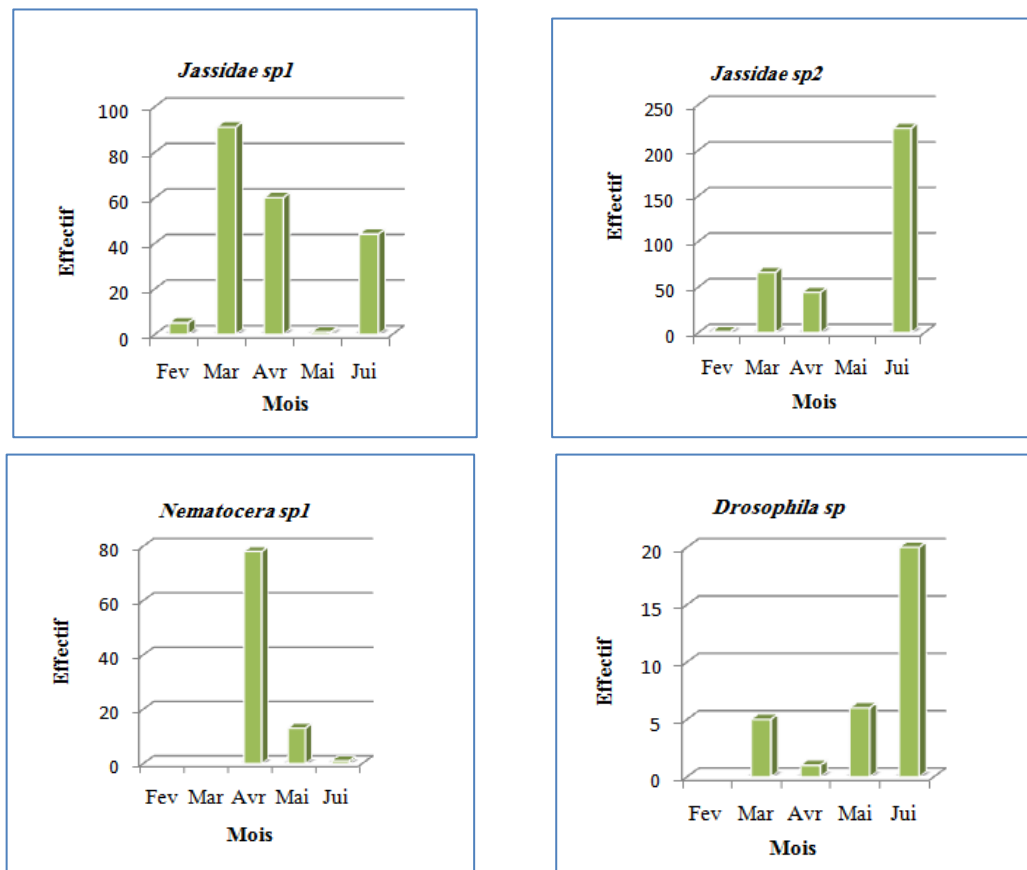 Jassidae sp1
100
80
60
40
20
0
Effectif
Fev Mar Avr Mai Jui
Mois
Jassidae sp2
250
200
150
100
50
0
Effectif
Fev Mar Avr Mai Jui
Mois
Nematocera sp1
80
60
40
20
0
Effectif
Fev Mar Avr Mai Jui
Mois
Drosophila sp
20
15
10
5
0
Effectif
Fev Mar Avr Mai Jui
Mois